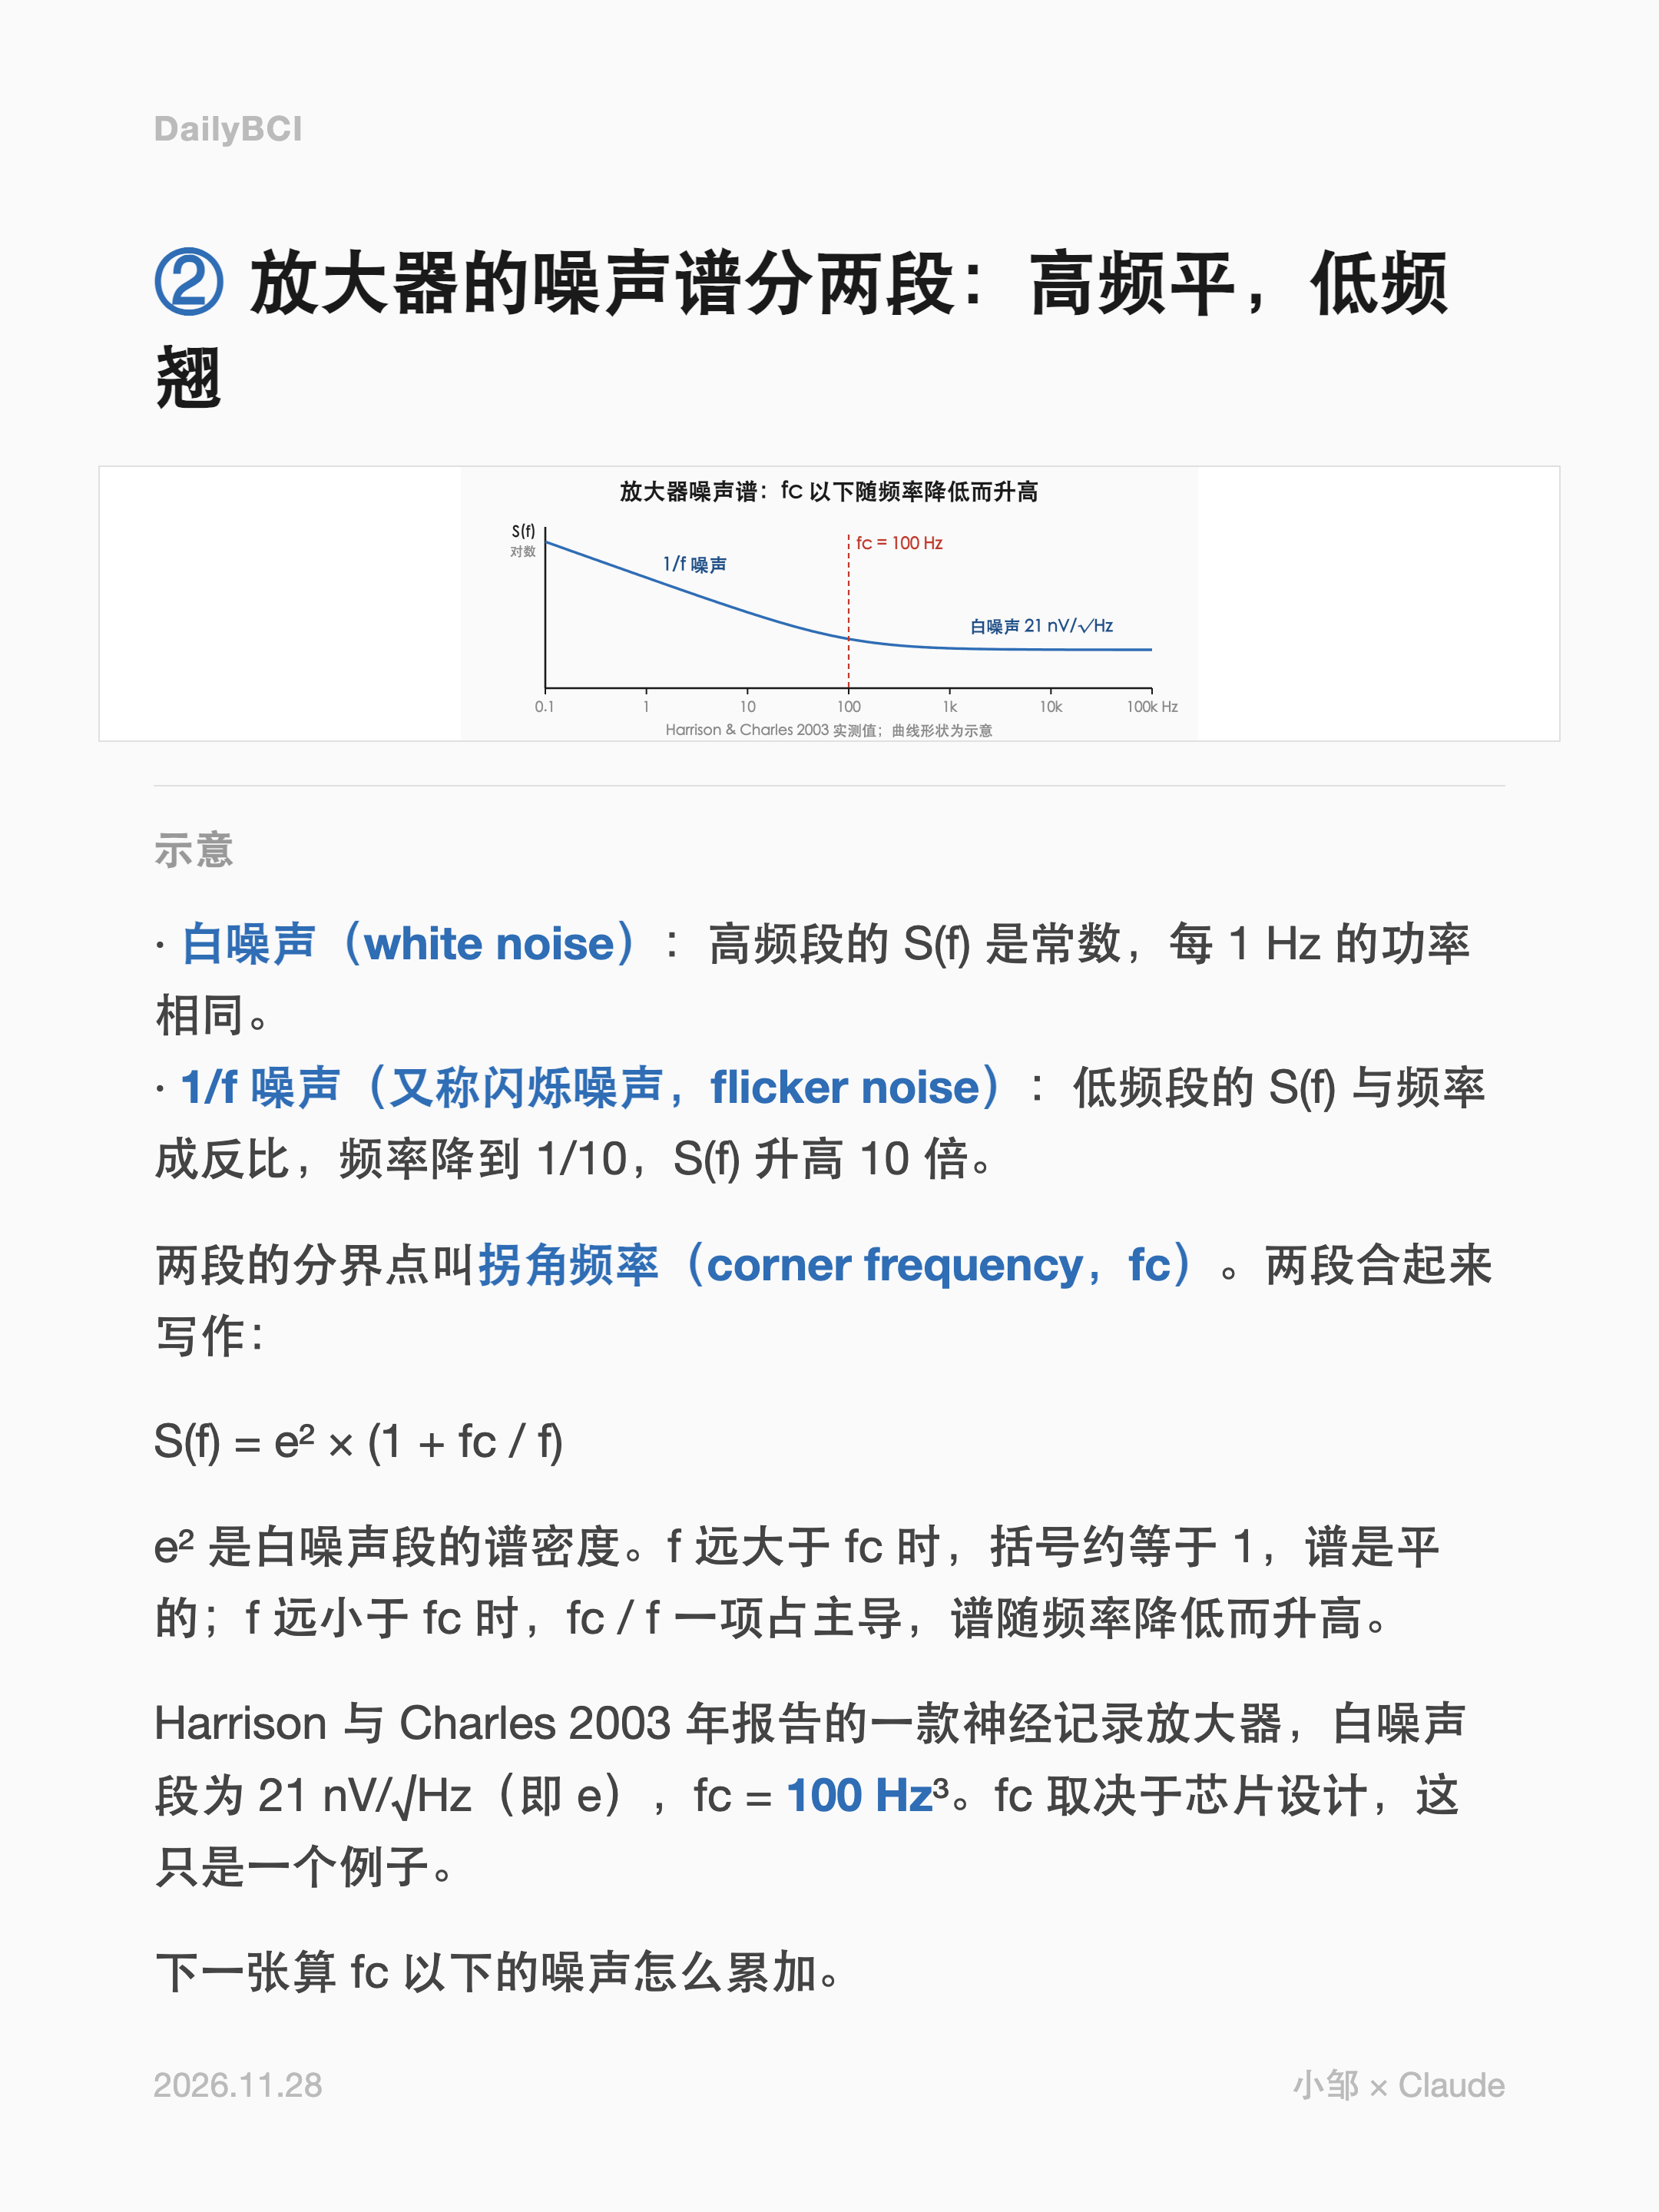 DailyBCI
② 放大器的噪声谱分两段：高频平，低频
翘
放大器噪声谱：fc 以下随频率降低而升高
S(f)
对数
1/f 噪声
fc = 100 Hz
白噪声 21 nV/√Hz
0.1 1 10 100 1k 10k 100k Hz
Harrison & Charles 2003 实测值；曲线形状为示意
示意
· 白噪声（white noise）：高频段的 S(f) 是常数，每 1 Hz 的功率
相同。
· 1/f 噪声（又称闪烁噪声，flicker noise）：低频段的 S(f) 与频率
成反比，频率降到 1/10，S(f) 升高 10 倍。
两段的分界点叫拐角频率（corner frequency，fc）。两段合起来
写作：
S(f) = e² × (1 + fc / f)
e² 是白噪声段的谱密度。f 远大于 fc 时，括号约等于 1，谱是平
的；f 远小于 fc 时，fc / f 一项占主导，谱随频率降低而升高。
Harrison 与 Charles 2003 年报告的一款神经记录放大器，白噪声
段为 21 nV/√Hz（即 e），fc = 100 Hz³。fc 取决于芯片设计，这
只是一个例子。
下一张算 fc 以下的噪声怎么累加。
2026.11.28
小邹 × Claude